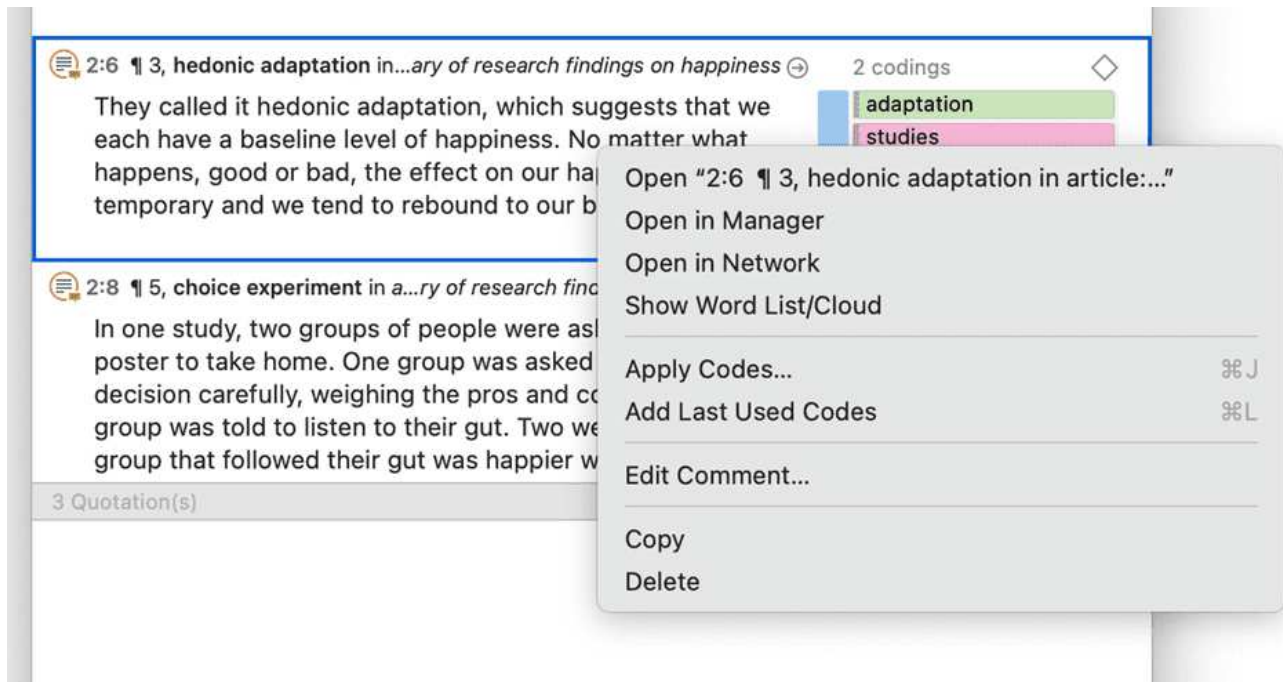 2:6 ¶ 3, hedonic adaptation in...ary of research findings on happiness
2 codings
They called it hedonic adaptation, which suggests that we
each have a baseline level of happiness. No matter what
happens, good or bad, the effect on our ha
temporary and we tend to rebound to our b
adaptation
studies
2:8 ¶ 5, choice experiment in a...ry of research find
In one study, two groups of people were as
poster to take home. One group was asked
decision carefully, weighing the pros and co
group was told to listen to their gut. Two we
group that followed their gut was happier w
3 Quotation(s)
Open “2:6 ¶ 3, hedonic adaptation in article:...”
Open in Manager
Open in Network
Show Word List/Cloud
Apply Codes... ⌘J
Add Last Used Codes ⌘L
Edit Comment...
Copy
Delete